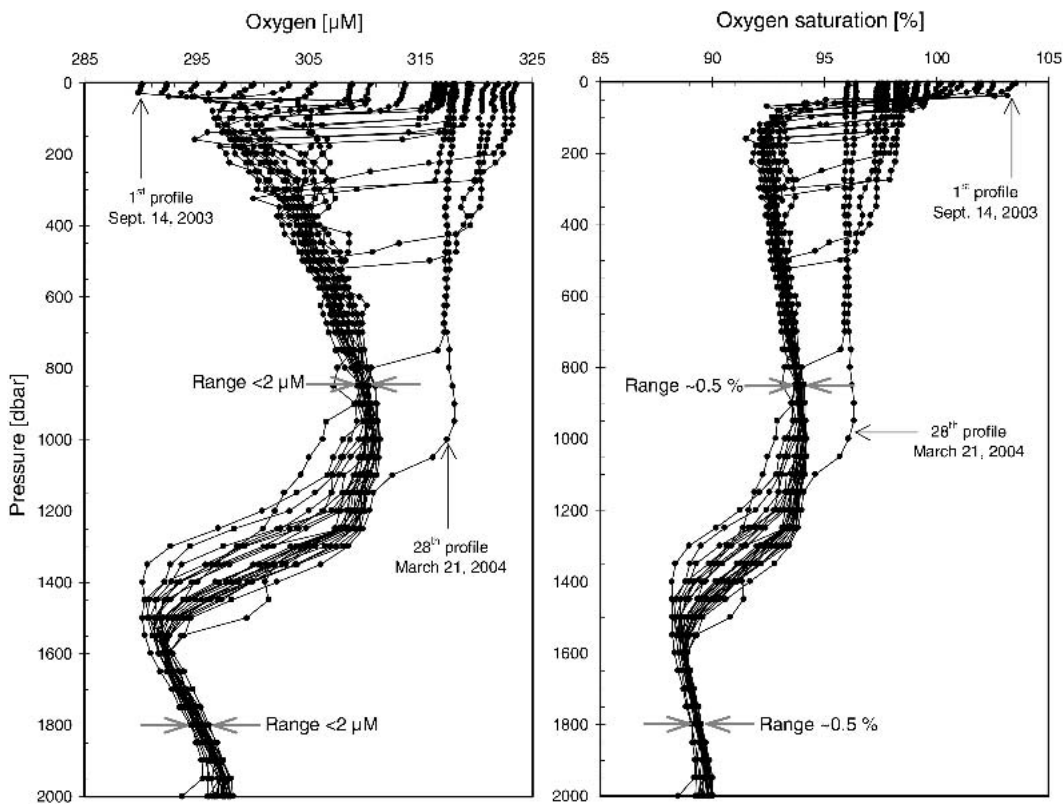 Oxygen [µM]
285 295 305 315 325
0
200
400
600
800
1000
1200
1400
1600
1800
2000
Pressure [dbar]
1st profile
Sept. 14, 2003
Range <2 µM
28th profile
March 21, 2004
Range <2 µM
Oxygen saturation [%]
85 90 95 100 105
0
200
400
600
800
1000
1200
1400
1600
1800
2000
1st profile
Sept. 14, 2003
Range ~0.5 %
28th profile
March 21, 2004
Range ~0.5 %